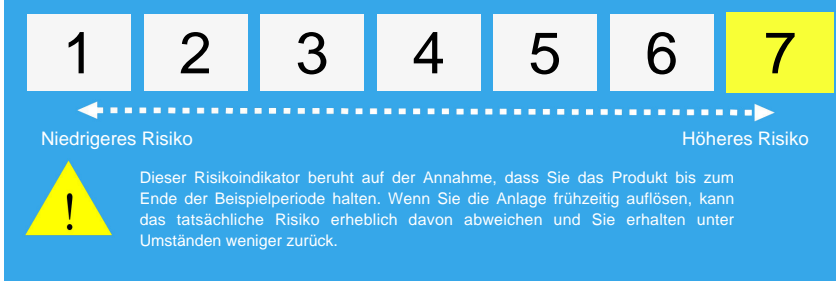 1 2 3 4 5 6 7
Niedrigeres Risiko Höheres Risiko
!
Dieser Risikoindikator beruht auf der Annahme, dass Sie das Produkt bis zum
Ende der Beispielperiode halten. Wenn Sie die Anlage frühzeitig auflösen, kann
das tatsächliche Risiko erheblich davon abweichen und Sie erhalten unter
Umständen weniger zurück.